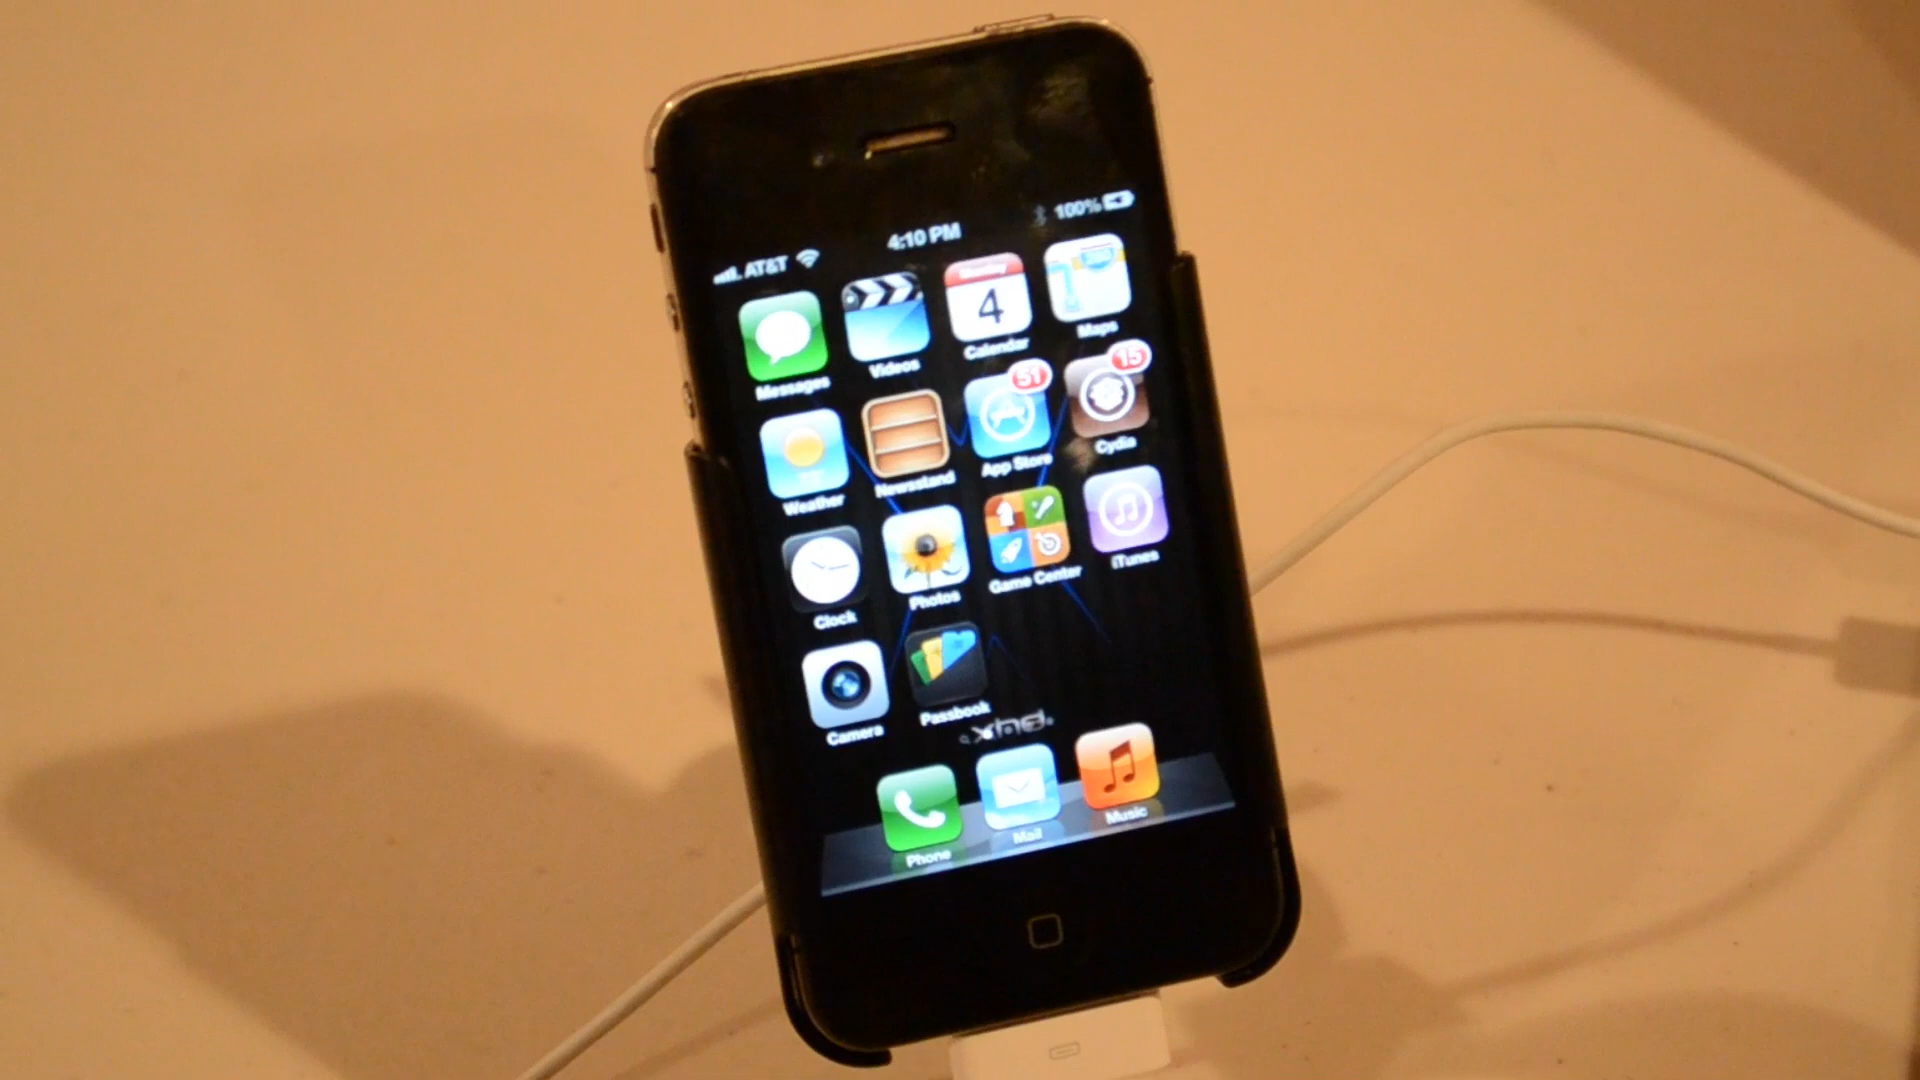 AT&T 4:10 PM 100%
Messages Videos Monday 4 Calendar Maps
51 15
Weather Newsstand App Store Cydia
Clock Photos Game Center iTunes
Camera Passbook
Phone Mail Music